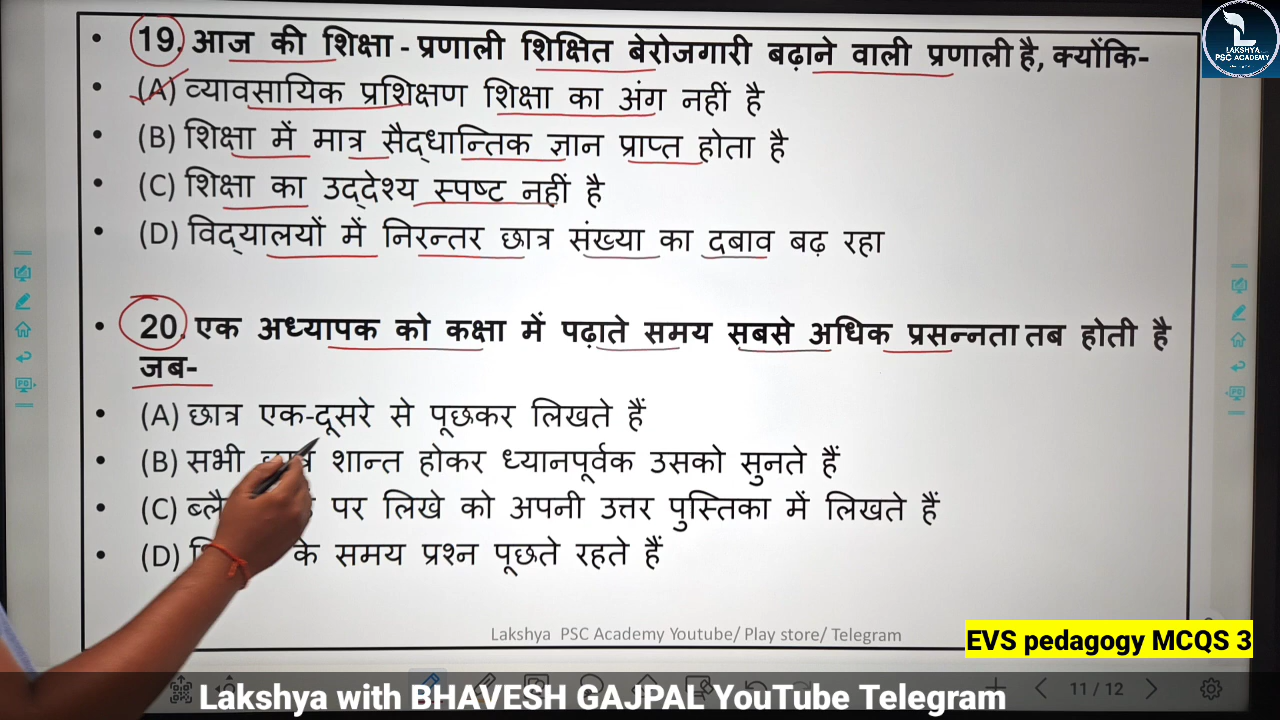 LAKSHYA
PSC ACADEMY
19. आज की शिक्षा - प्रणाली शिक्षित बेरोजगारी बढ़ाने वाली प्रणाली है, क्योंकि-
(A) व्यावसायिक प्रशिक्षण शिक्षा का अंग नहीं है
(B) शिक्षा में मात्र सैद्धान्तिक ज्ञान प्राप्त होता है
(C) शिक्षा का उद्देश्य स्पष्ट नहीं है
(D) विद्यालयों में निरन्तर छात्र संख्या का दबाव बढ़ रहा
20. एक अध्यापक को कक्षा में पढ़ाते समय सबसे अधिक प्रसन्नता तब होती है
जब-
(A) छात्र एक-दूसरे से पूछकर लिखते हैं
(B) सभी शान्त होकर ध्यानपूर्वक उसको सुनते हैं
(C) पर लिखे को अपनी उत्तर पुस्तिका में लिखते हैं
(D) के समय प्रश्न पूछते रहते हैं
Lakshya PSC Academy Youtube/ Play store/ Telegram
EVS pedagogy MCQS 3
11 / 12
Lakshya with BHAVESH GAJPAL YouTube Telegram